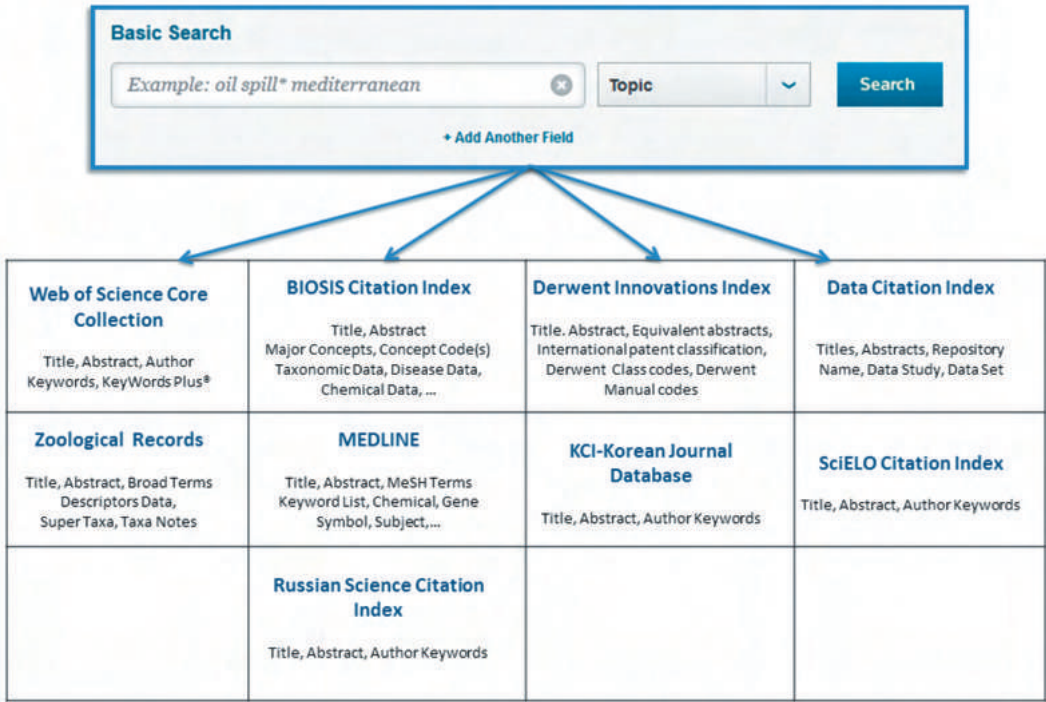 Basic Search
Example: oil spill* mediterranean
Topic
Search
+ Add Another Field
Web of Science Core
Collection
Title, Abstract, Author
Keywords, KeyWords Plus®
BIOSIS Citation Index
Title, Abstract
Major Concepts, Concept Code(s)
Taxonomic Data, Disease Data,
Chemical Data, ...
Derwent Innovations Index
Title. Abstract, Equivalent abstracts,
International patent classification,
Derwent Class codes, Derwent
Manual codes
Data Citation Index
Titles, Abstracts, Repository
Name, Data Study, Data Set
Zoological Records
Title, Abstract, Broad Terms
Descriptors Data,
Super Taxa, Taxa Notes
MEDLINE
Title, Abstract, MeSH Terms
Keyword List, Chemical, Gene
Symbol, Subject,...
KCI-Korean Journal
Database
Title, Abstract, Author Keywords
SciELO Citation Index
Title, Abstract, Author Keywords
Russian Science Citation
Index
Title, Abstract, Author Keywords